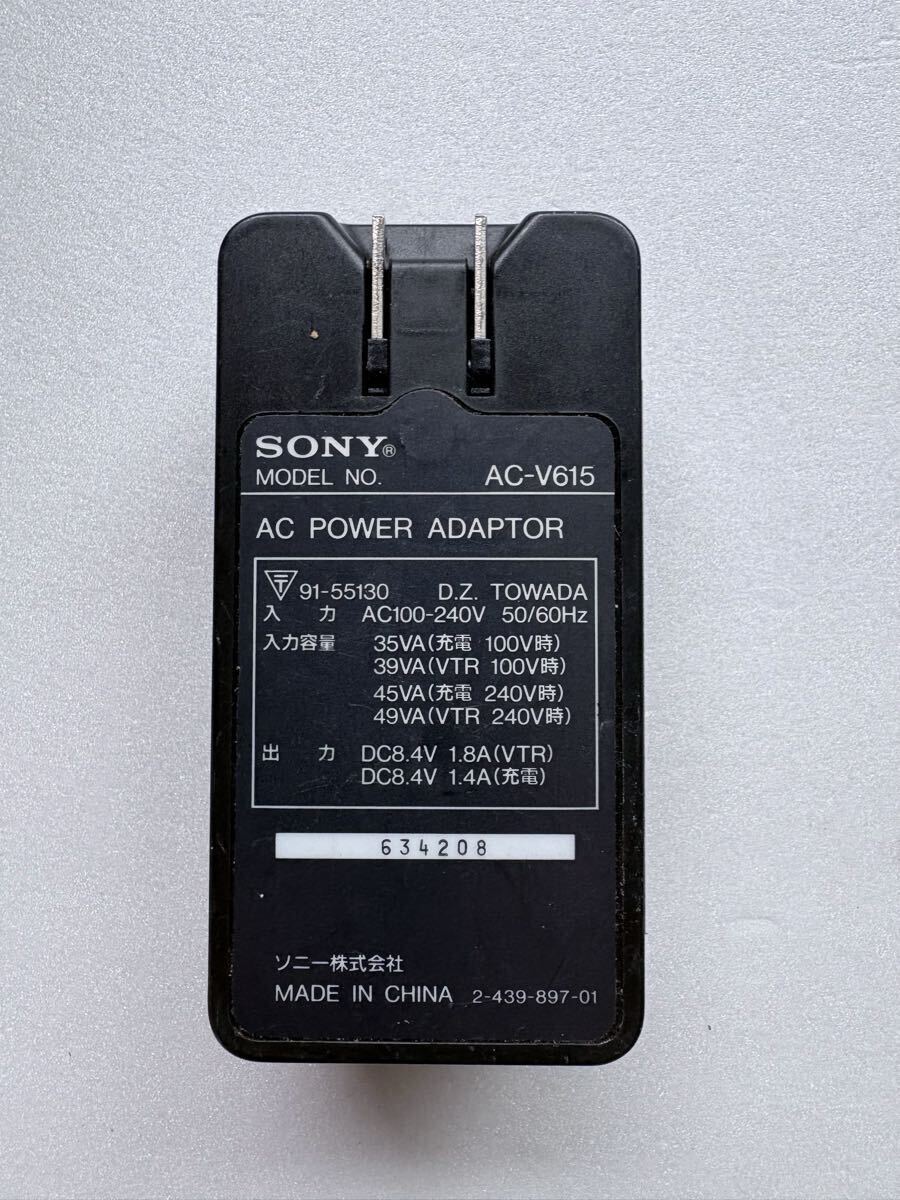 SONY®
MODEL NO. AC-V615
AC POWER ADAPTOR
〒 91-55130 D.Z. TOWADA
入力 AC100-240V 50/60Hz
入力容量 35VA(充電 100V時)
39VA(VTR 100V時)
45VA(充電 240V時)
49VA(VTR 240V時)
出力 DC8.4V 1.8A(VTR)
DC8.4V 1.4A(充電)
634208
ソニー株式会社
MADE IN CHINA 2-439-897-01